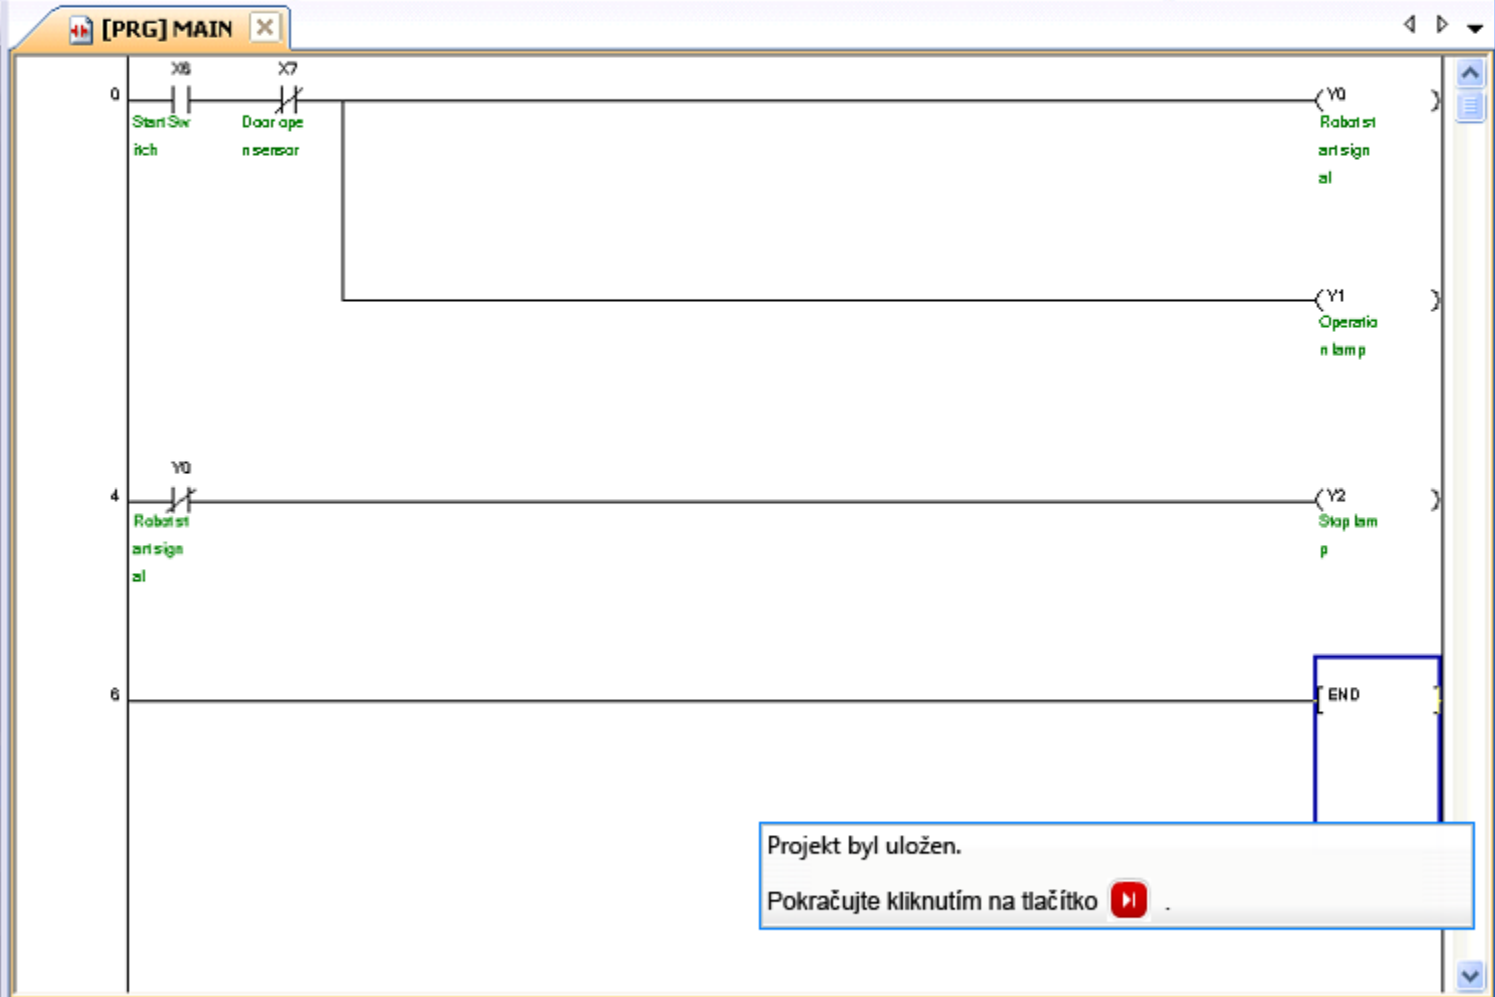 [PRG] MAIN
X6 X7
0 Y0
Start Sw Door ope Robot st
itch n sensor art sign
al
Y1
Operatio
n lamp
Y0
4 Y2
Robot st Stop lam
art sign p
al
6 END
Projekt byl uložen.
Pokračujte kliknutím na tlačítko .